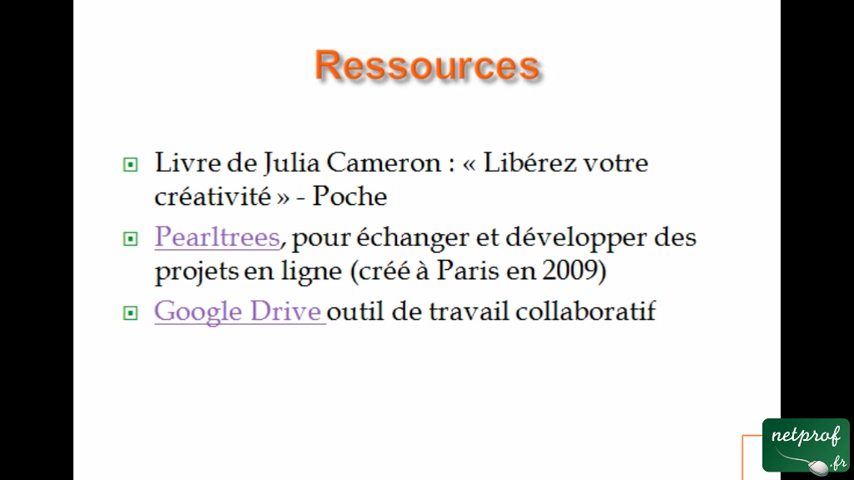 Ressources
Livre de Julia Cameron : « Libérez votre
créativité » - Poche
Pearltrees, pour échanger et développer des
projets en ligne (créé à Paris en 2009)
Google Drive outil de travail collaboratif
netprof
.fr